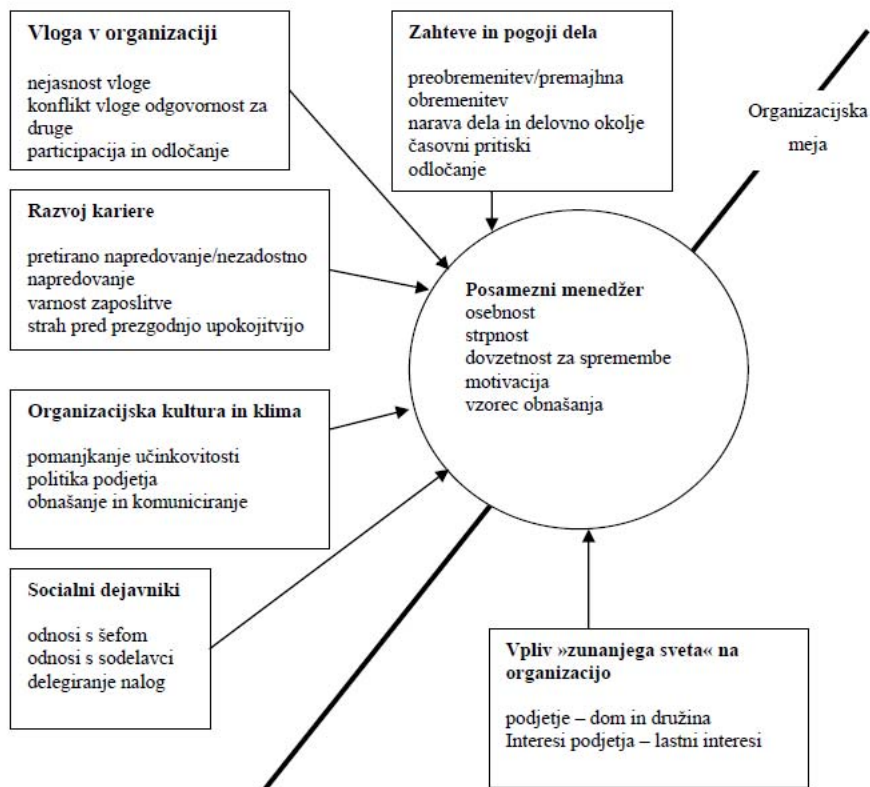 Vloga v organizaciji
nejasnost vloge
konflikt vloge odgovornost za
druge
participacija in odločanje
Zahteve in pogoji dela
preobremenitev/premajhna
obremenitev
narava dela in delovno okolje
časovni pritiski
odločanje
Organizacijska
meja
Razvoj kariere
pretirano napredovanje/nezadostno
napredovanje
varnost zaposlitve
strah pred prezgodnjo upokojitvijo
Posamezni menedžer
osebnost
strpnost
dovzetnost za spremembe
motivacija
vzorec obnašanja
Organizacijska kultura in klima
pomanjkanje učinkovitosti
politika podjetja
obnašanje in komuniciranje
Socialni dejavniki
odnosi s šefom
odnosi s sodelavci
delegiranje nalog
Vpliv »zunanjega sveta« na
organizacijo
podjetje – dom in družina
Interesi podjetja – lastni interesi